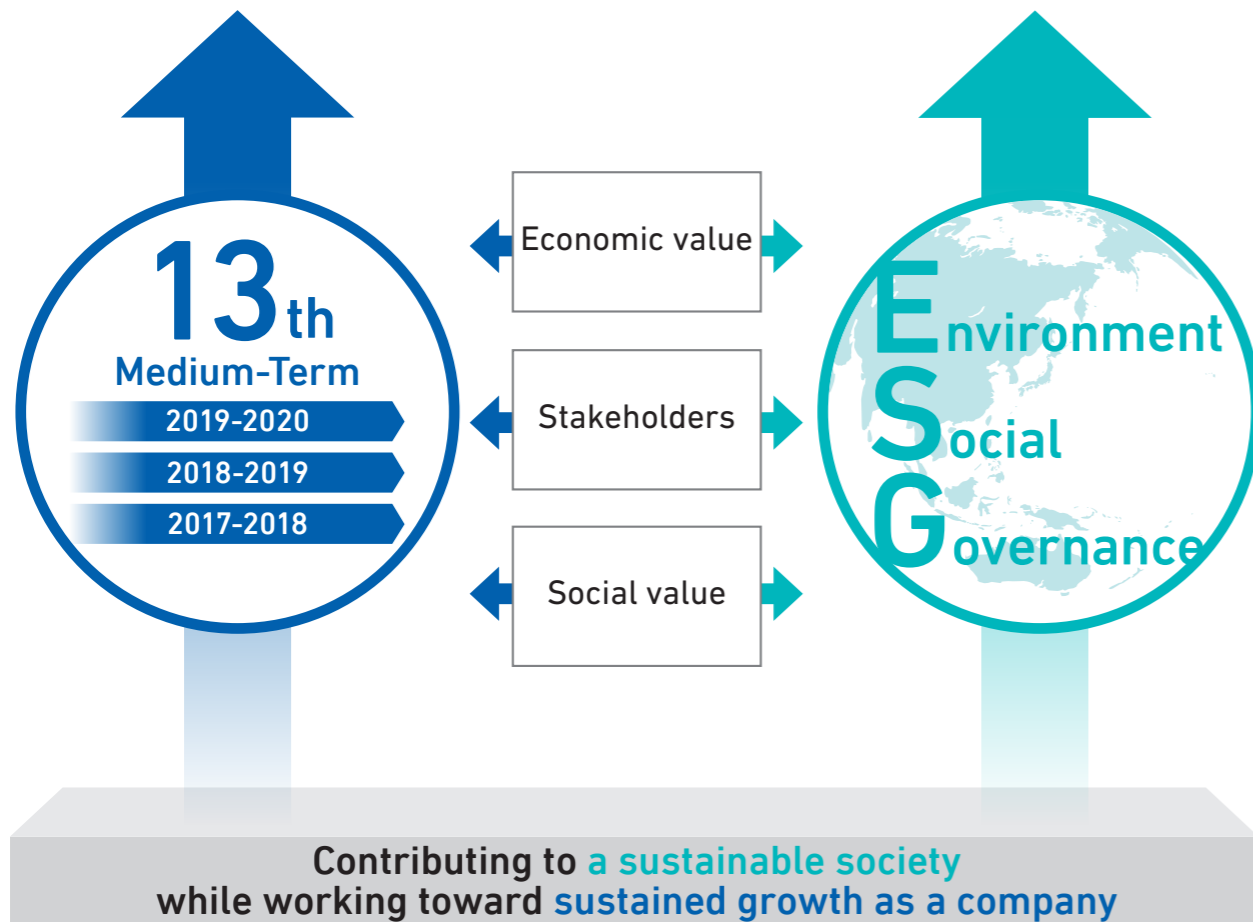 13th
Medium-Term
2019-2020
2018-2019
2017-2018
Economic value
Stakeholders
Social value
Environment
Social
Governance
Contributing to a sustainable society
while working toward sustained growth as a company